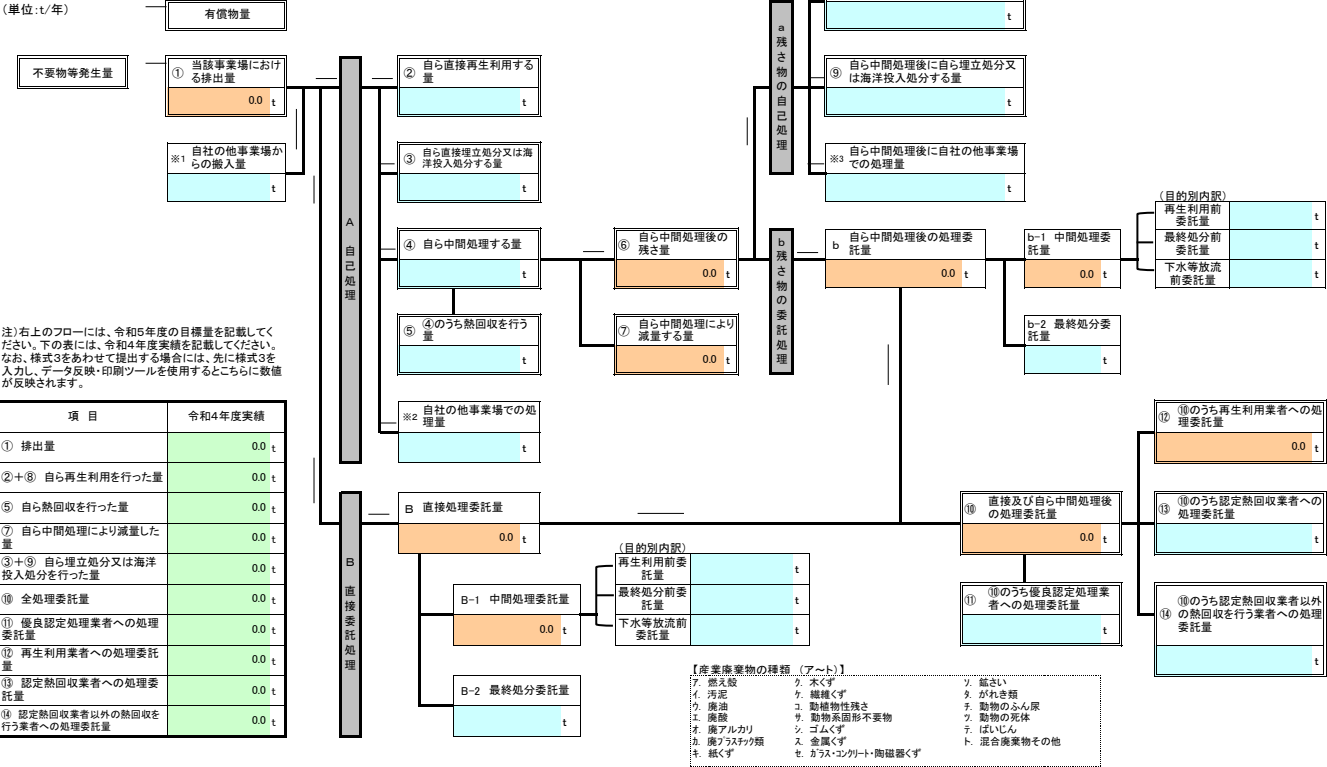 （単位：t/年）
有償物量
不要物等発生量
① 当該事業場におけ
る排出量
0.0 t
※1 自社の他事業場か
らの搬入量
t
A 自己処理
② 自ら直接再生利用する
量
t
③ 自ら直接埋立処分又は海
洋投入処分する量
t
④ 自ら中間処理する量
t
⑤ ④のうち熱回収を行う
量
t
※2 自社の他事業場での処
理量
t
⑥ 自ら中間処理後の
残さ量
0.0 t
⑦ 自ら中間処理により
減量する量
0.0 t
a 残さ物の自己処理
t
⑨ 自ら中間処理後に自ら埋立処分又
は海洋投入処分する量
t
※3 自ら中間処理後に自社の他事業場
での処理量
t
b 残さ物の委託処理
b 自ら中間処理後の処理委
託量
0.0 t
b-1 中間処理委
託量
0.0 t
（目的別内訳）
再生利用前
委託量
t
最終処分前
委託量
t
下水等放流
前委託量
t
b-2 最終処分委
託量
t
注）右上のフローには、令和5年度の目標量を記載してく
ださい。下の表には、令和4年度実績を記載してください。
なお、様式3をあわせて提出する場合には、先に様式3を
入力し、データ反映・印刷ツールを使用するとこちらに数値
が反映されます。
項 目 令和4年度実績
① 排出量 0.0 t
②＋⑧ 自ら再生利用を行った量 0.0 t
⑤ 自ら熱回収を行った量 0.0 t
⑦ 自ら中間処理により減量した
量 0.0 t
③＋⑨ 自ら埋立処分又は海洋
投入処分を行った量 0.0 t
⑩ 全処理委託量 0.0 t
⑪ 優良認定処理業者への処理
委託量 0.0 t
⑫ 再生利用業者への処理委託
量 0.0 t
⑬ 認定熱回収業者への処理委
託量 0.0 t
⑭ 認定熱回収業者以外の熱回収を
行う業者への処理委託量 0.0 t
B 直接委託処理
B 直接処理委託量
0.0 t
B-1 中間処理委託量
0.0 t
（目的別内訳）
再生利用前委
託量
t
最終処分前委
託量
t
下水等放流前
委託量
t
B-2 最終処分委託量
t
⑩ 直接及び自ら中間処理後
の処理委託量
0.0 t
⑪ ⑩のうち優良認定処理業
者への処理委託量
t
⑫ ⑩のうち再生利用業者への処
理委託量
0.0 t
⑬ ⑩のうち認定熱回収業者への
処理委託量
t
⑭ ⑩のうち認定熱回収業者以外
の熱回収を行う業者への処理
委託量
t
【産業廃棄物の種類 （ア～ト）】
ア. 燃え殻 ク. 木くず ソ. 鉱さい
イ. 汚泥 ケ. 繊維くず タ. がれき類
ウ. 廃油 コ. 動植物性残さ チ. 動物のふん尿
エ. 廃酸 サ. 動物系固形不要物 ツ. 動物の死体
オ. 廃アルカリ シ. ゴムくず テ. ばいじん
カ. 廃プラスチック類 ス. 金属くず ト. 混合廃棄物その他
キ. 紙くず セ. ガラス・コンクリート・陶磁器くず